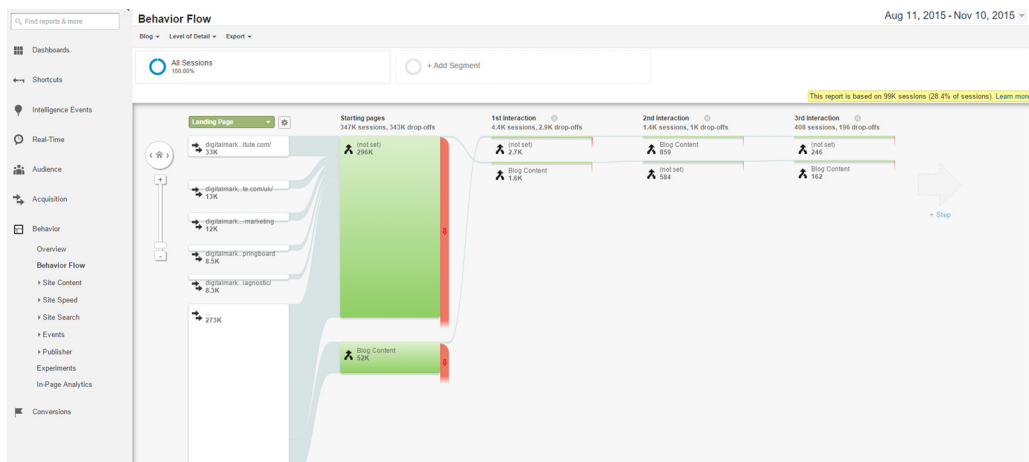 Find reports & more
Dashboards
Shortcuts
Intelligence Events
Real-Time
Audience
Acquisition
Behavior
Overview
Behavior Flow
Site Content
Site Speed
Site Search
Events
Publisher
Experiments
In-Page Analytics
Conversions
Behavior Flow
Aug 11, 2015 - Nov 10, 2015
Blog Level of Detail Export
All Sessions
100.00%
+ Add Segment
This report is based on 99K sessions (28.4% of sessions). Learn more
Landing Page
digitalmark...itute.com/
33K
digitalmark...te.com/uk/
13K
digitalmark...-marketing
12K
digitalmark...pringboard
8.5K
digitalmark...iagnostic/
8.3K
273K
Starting pages
347K sessions, 343K drop-offs
(not set)
296K
Blog Content
52K
1st Interaction
4.4K sessions, 2.9K drop-offs
(not set)
2.7K
Blog Content
1.6K
2nd Interaction
1.4K sessions, 1K drop-offs
Blog Content
859
(not set)
584
3rd Interaction
408 sessions, 196 drop-offs
(not set)
246
Blog Content
162
+ Step